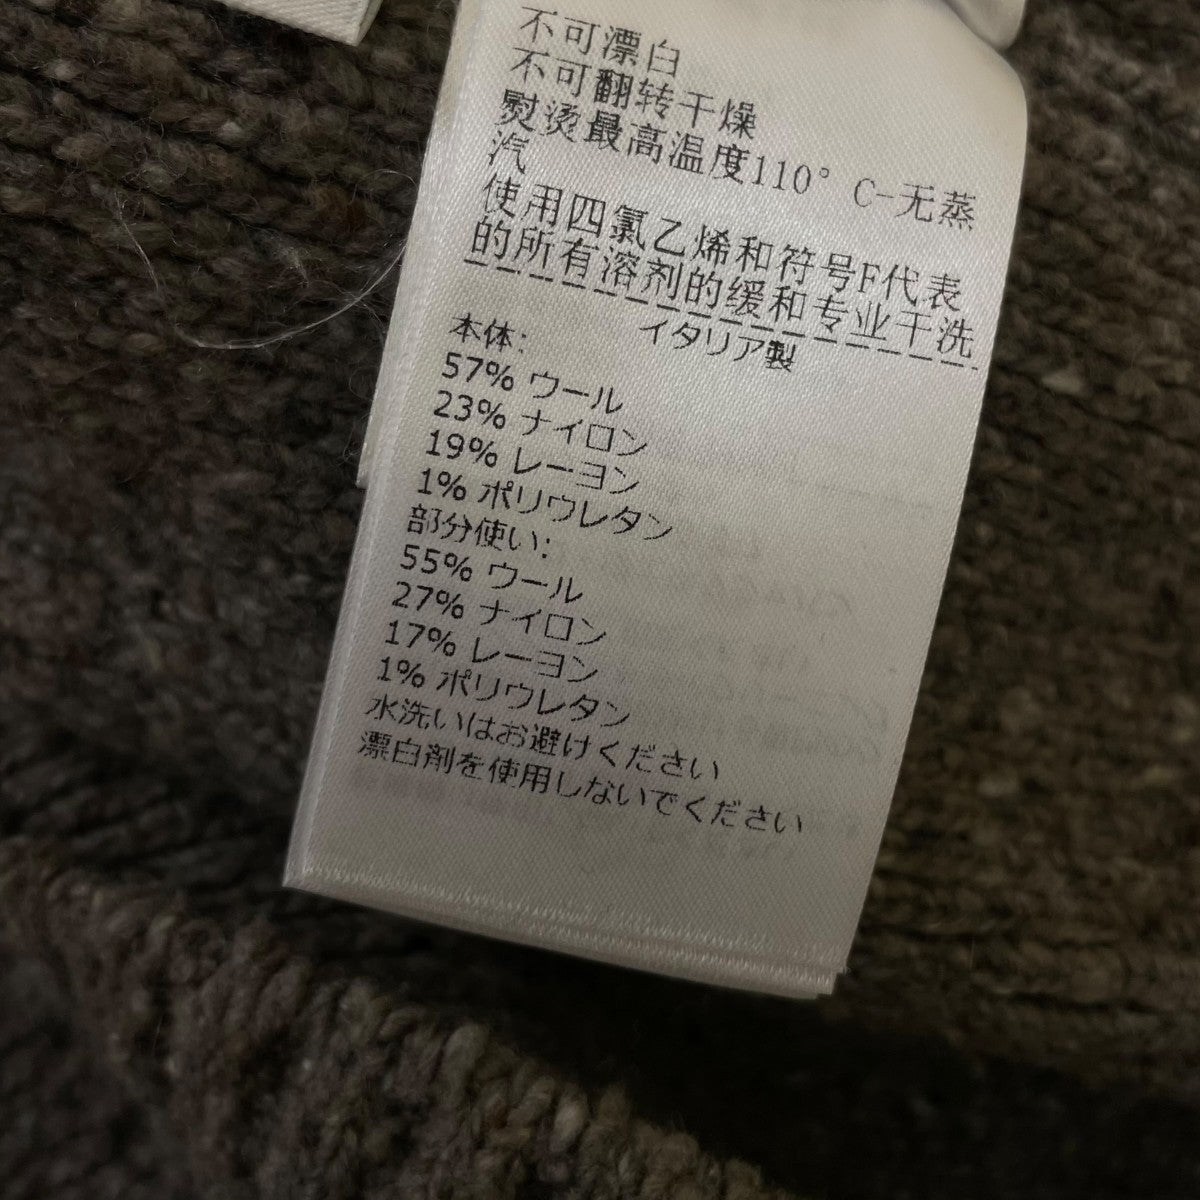 不可漂白
不可翻转干燥
熨烫最高温度110°C-无蒸
汽
使用四氯乙烯和符号F代表
的所有溶剂的缓和专业干洗
イタリア製
本体:
57% ウール
23% ナイロン
19% レーヨン
1% ポリウレタン
部分使い:
55% ウール
27% ナイロン
17% レーヨン
1% ポリウレタン
水洗いはお避けください
漂白剤を使用しないでください